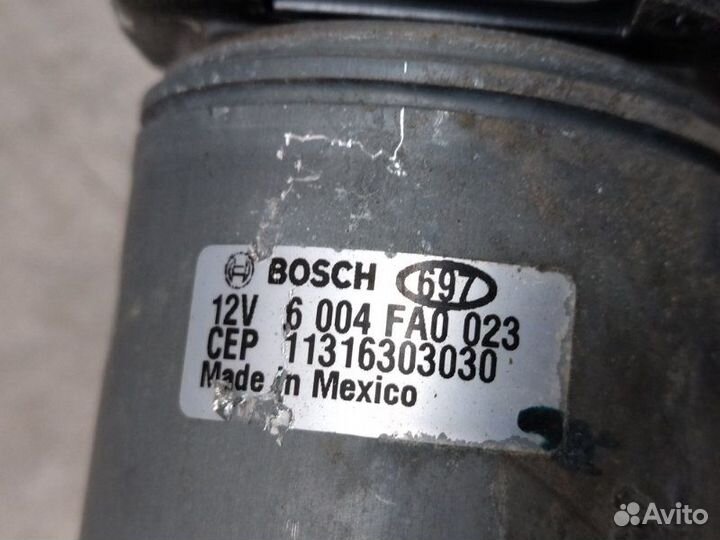 BOSCH 697
12V 6 004 FA0 023
CEP 11316303030
Made in Mexico
Avito